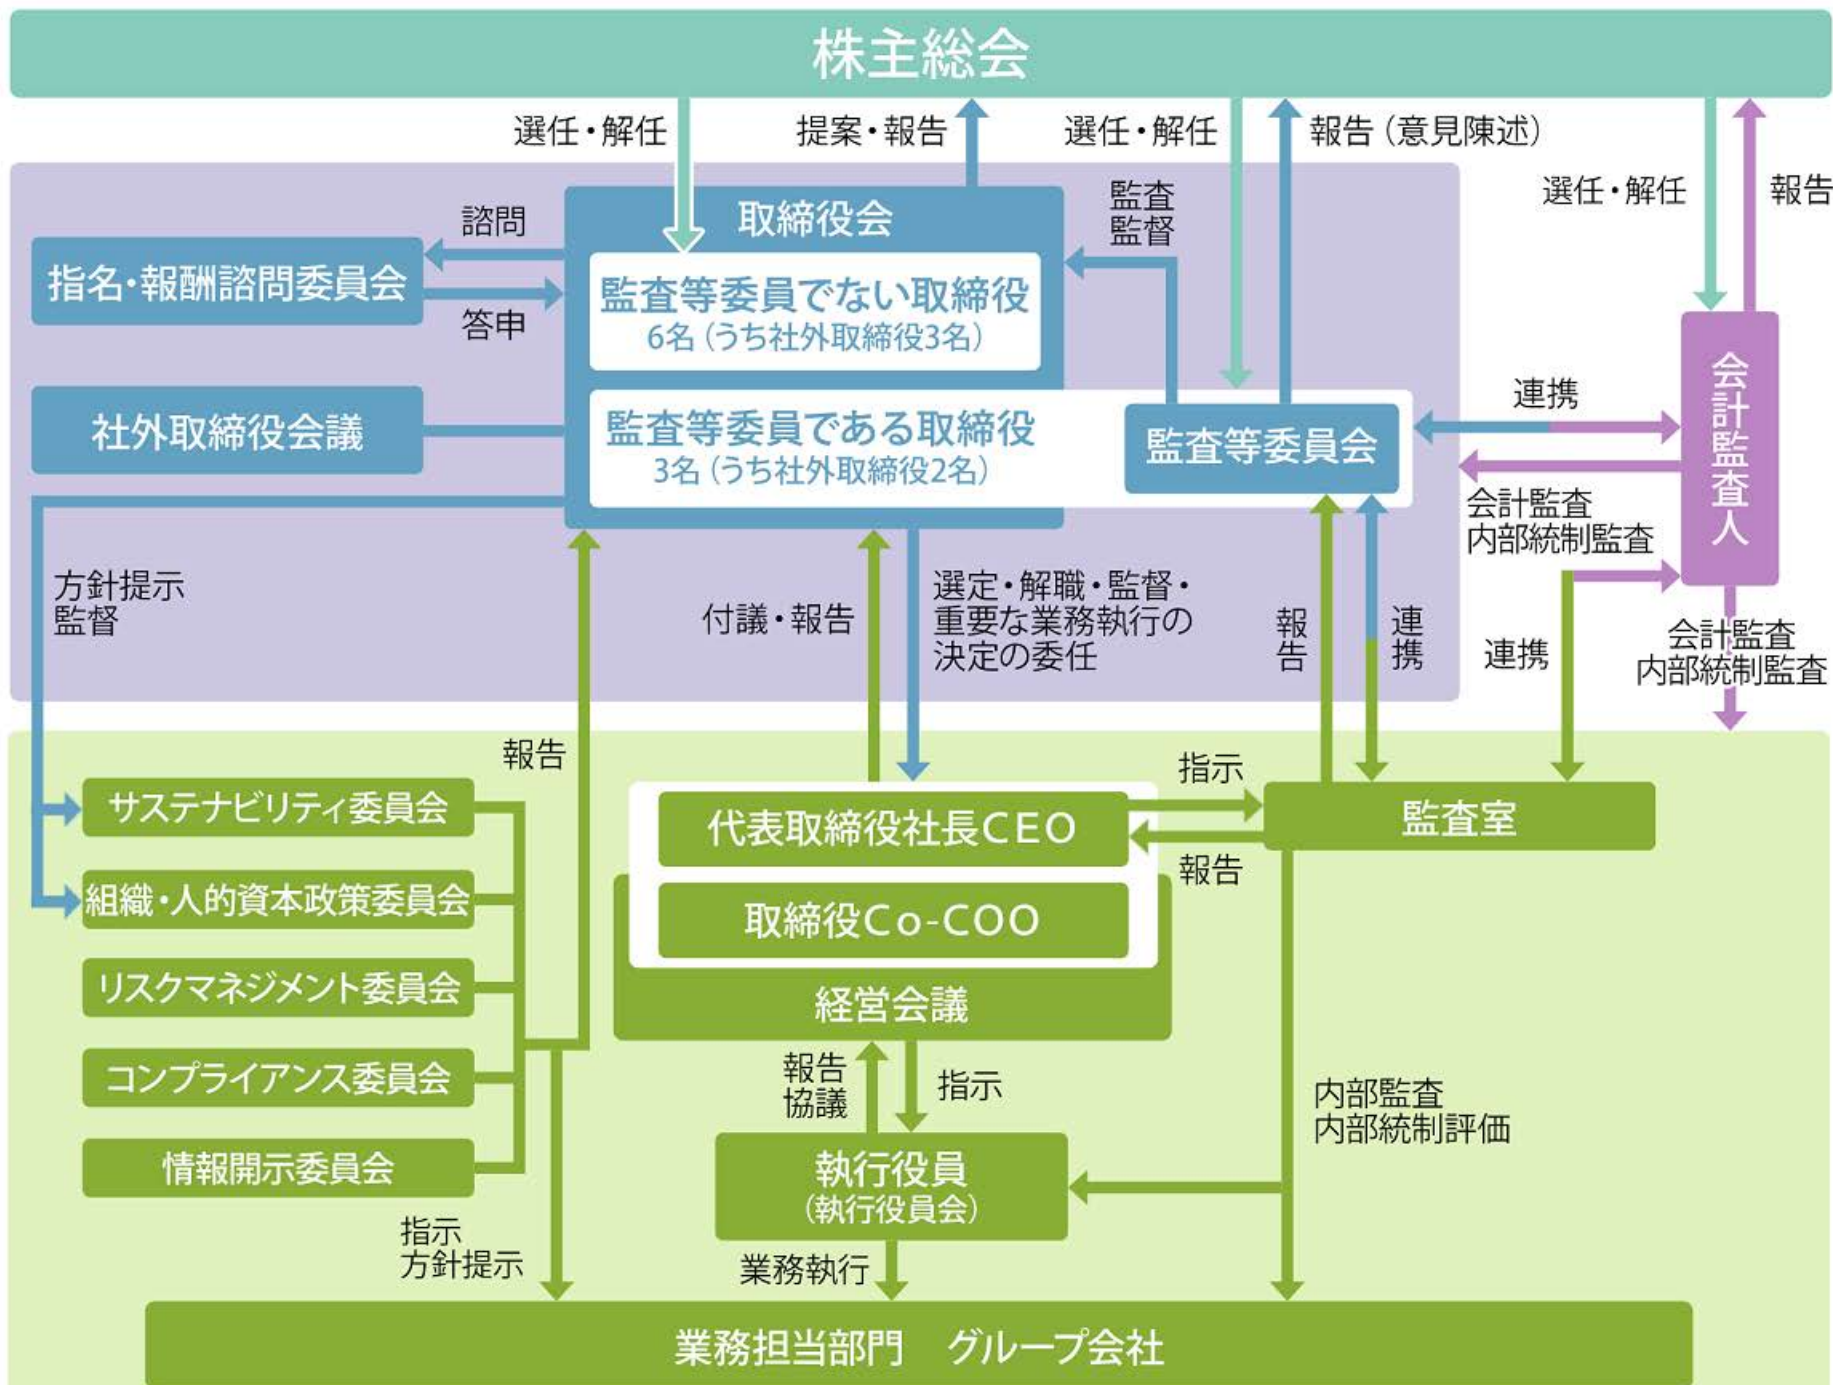 株主総会
選任・解任
提案・報告
選任・解任
報告（意見陳述）
選任・解任
報告
諮問
取締役会
監査
監督
指名・報酬諮問委員会
監査等委員でない取締役
6名（うち社外取締役3名）
答申
社外取締役会議
監査等委員である取締役
3名（うち社外取締役2名）
監査等委員会
連携
会計監査人
会計監査
内部統制監査
方針提示
監督
付議・報告
選定・解職・監督・
重要な業務執行の
決定の委任
報告
連携
連携
会計監査
内部統制監査
報告
サステナビリティ委員会
代表取締役社長CEO
指示
監査室
報告
組織・人的資本政策委員会
取締役Co-COO
リスクマネジメント委員会
経営会議
コンプライアンス委員会
報告
協議
指示
内部監査
内部統制評価
情報開示委員会
執行役員
（執行役員会）
指示
方針提示
業務執行
業務担当部門　グループ会社